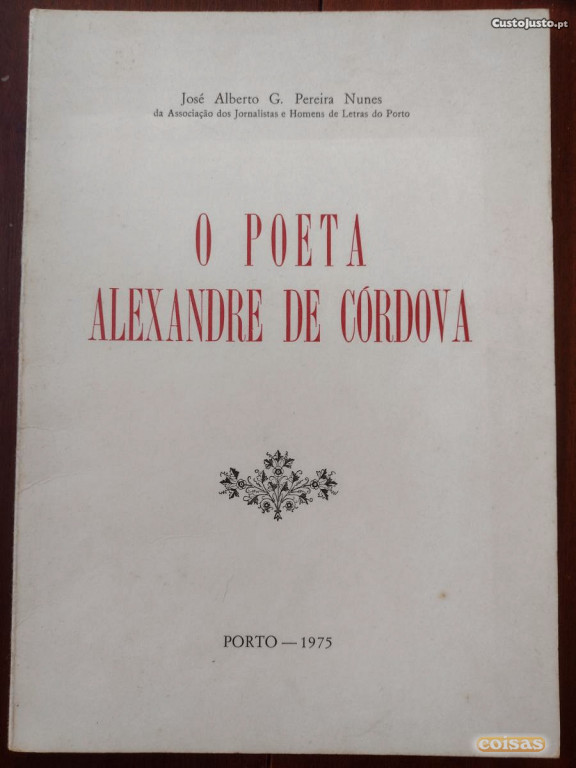 CustoJusto.pt
José Alberto G. Pereira Nunes
da Associação dos Jornalistas e Homens de Letras do Porto
O POETA
ALEXANDRE DE CÓRDOVA
PORTO — 1975
coisas